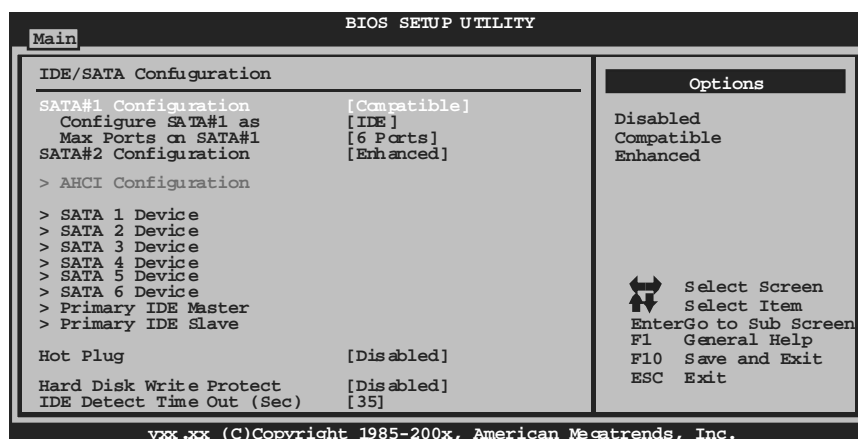 BIOS SETUP UTILITY
Main
IDE/SATA Confuguration
SATA#1 Configuration [Compatible]
Configure SATA#1 as [IDE]
Max Ports on SATA#1 [6 Ports]
SATA#2 Configuration [Enhanced]
> AHCI Configuration
> SATA 1 Device
> SATA 2 Device
> SATA 3 Device
> SATA 4 Device
> SATA 5 Device
> SATA 6 Device
> Primary IDE Master
> Primary IDE Slave
Hot Plug [Disabled]
Hard Disk Write Protect [Disabled]
IDE Detect Time Out (Sec) [35]
Options
Disabled
Compatible
Enhanced
Select Screen
Select Item
EnterGo to Sub Screen
F1 General Help
F10 Save and Exit
ESC Exit
vxx.xx (C)Copyright 1985-200x, American Megatrends, Inc.